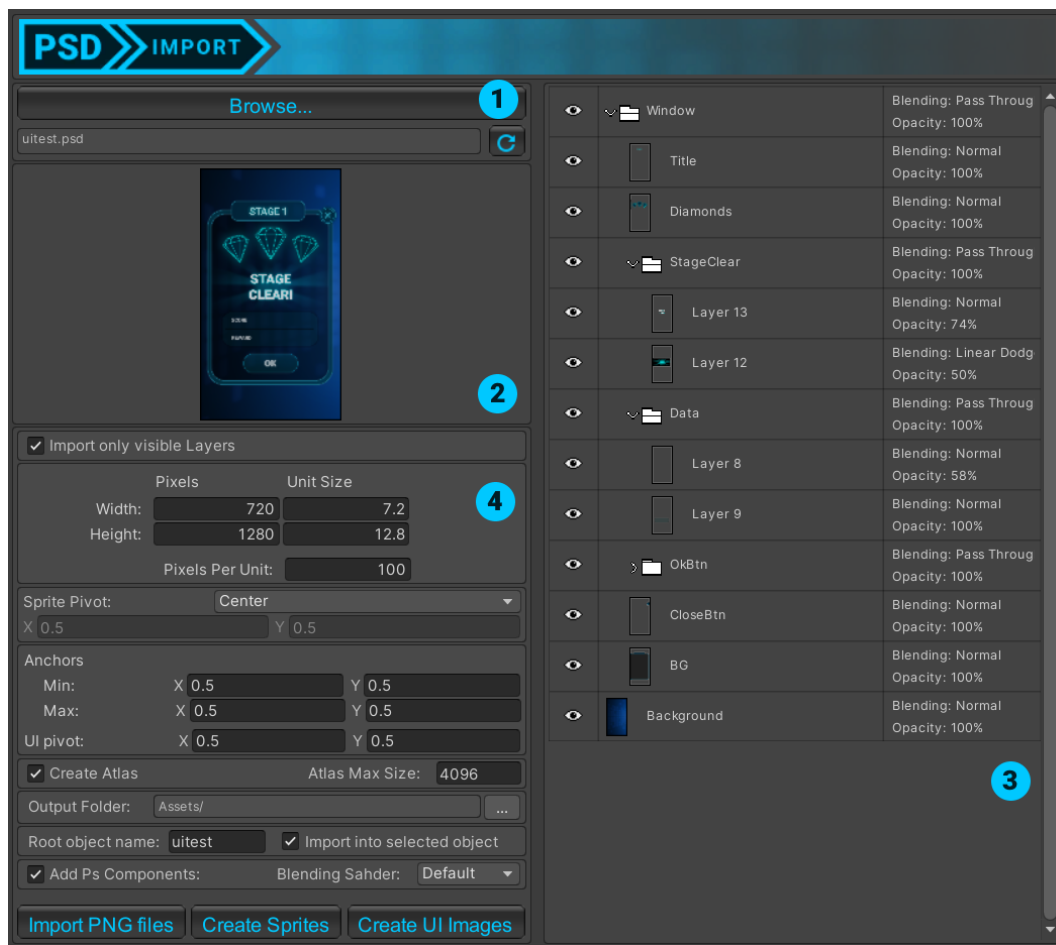 PSD IMPORT
Browse...
1
uitest.psd
STAGE 1
STAGE
CLEAR!
SCORE
OK
2
Import only visible Layers
Pixels Unit Size
Width: 720 7.2
4
Height: 1280 12.8
Pixels Per Unit: 100
Sprite Pivot: Center
X 0.5 Y 0.5
Anchors
Min: X 0.5 Y 0.5
Max: X 0.5 Y 0.5
UI pivot: X 0.5 Y 0.5
Create Atlas Atlas Max Size: 4096
Output Folder: Assets/ ...
Root object name: uitest Import into selected object
Add Ps Components: Blending Sahder: Default
Import PNG files Create Sprites Create UI Images
Window Blending: Pass Throug
Opacity: 100%
Title Blending: Normal
Opacity: 100%
Diamonds Blending: Normal
Opacity: 100%
StageClear Blending: Pass Throug
Opacity: 100%
Layer 13 Blending: Normal
Opacity: 74%
Layer 12 Blending: Linear Dodg
Opacity: 50%
Data Blending: Pass Throug
Opacity: 100%
Layer 8 Blending: Normal
Opacity: 58%
Layer 9 Blending: Normal
Opacity: 100%
OkBtn Blending: Pass Throug
Opacity: 100%
CloseBtn Blending: Normal
Opacity: 100%
BG Blending: Normal
Opacity: 100%
Background Blending: Normal
Opacity: 100%
3